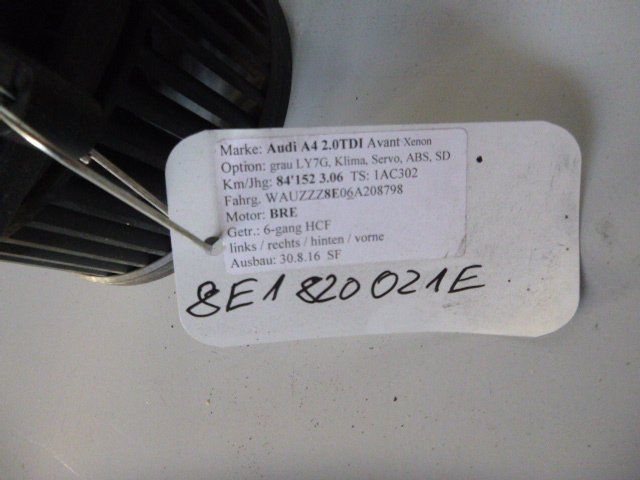 Marke: Audi A4 2.0TDI Avant Xenon
Option: grau LY7G, Klima, Servo, ABS, SD
Km/Jhg: 84'152 3.06 TS: 1AC302
Fahrg. WAUZZZ8E06A208798
Motor: BRE
Getr.: 6-gang HCF
links / rechts / hinten / vorne
Ausbau: 30.8.16 SF
8E1 820 021E